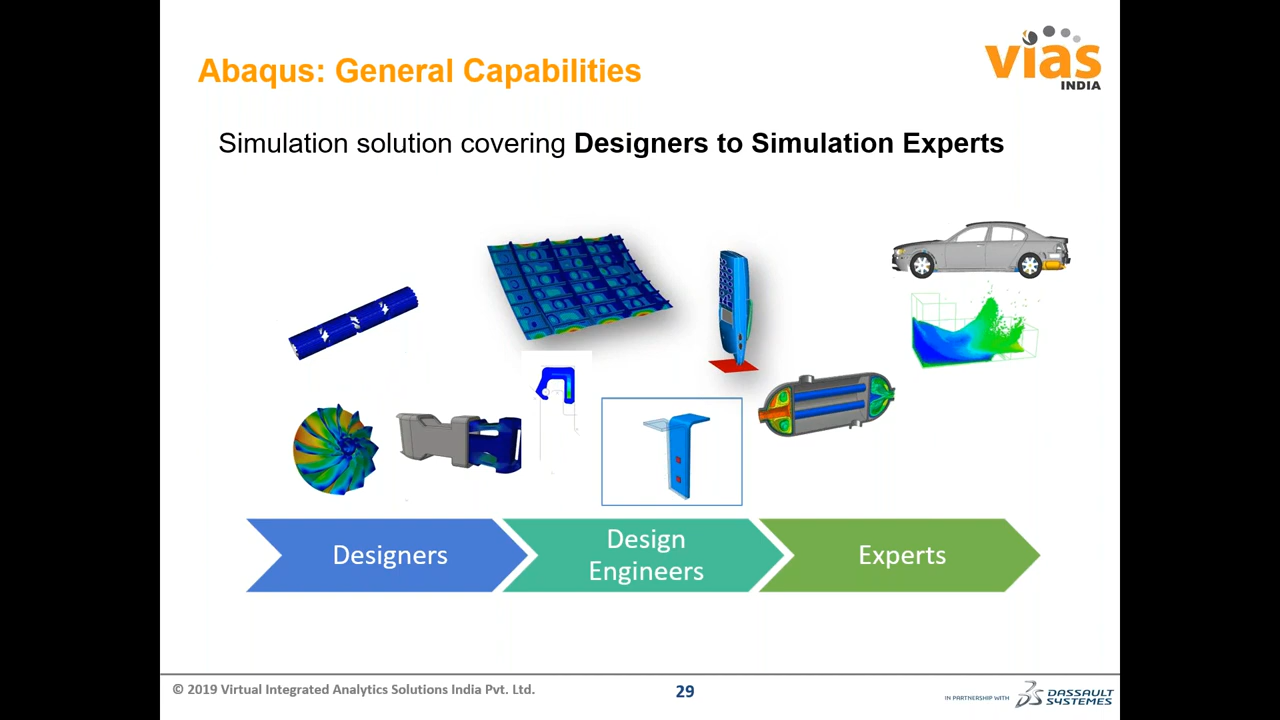 Abaqus: General Capabilities
vias
INDIA
Simulation solution covering Designers to Simulation Experts
Designers
Design
Engineers
Experts
© 2019 Virtual Integrated Analytics Solutions India Pvt. Ltd.
29
IN PARTNERSHIP WITH
DASSAULT
SYSTEMES